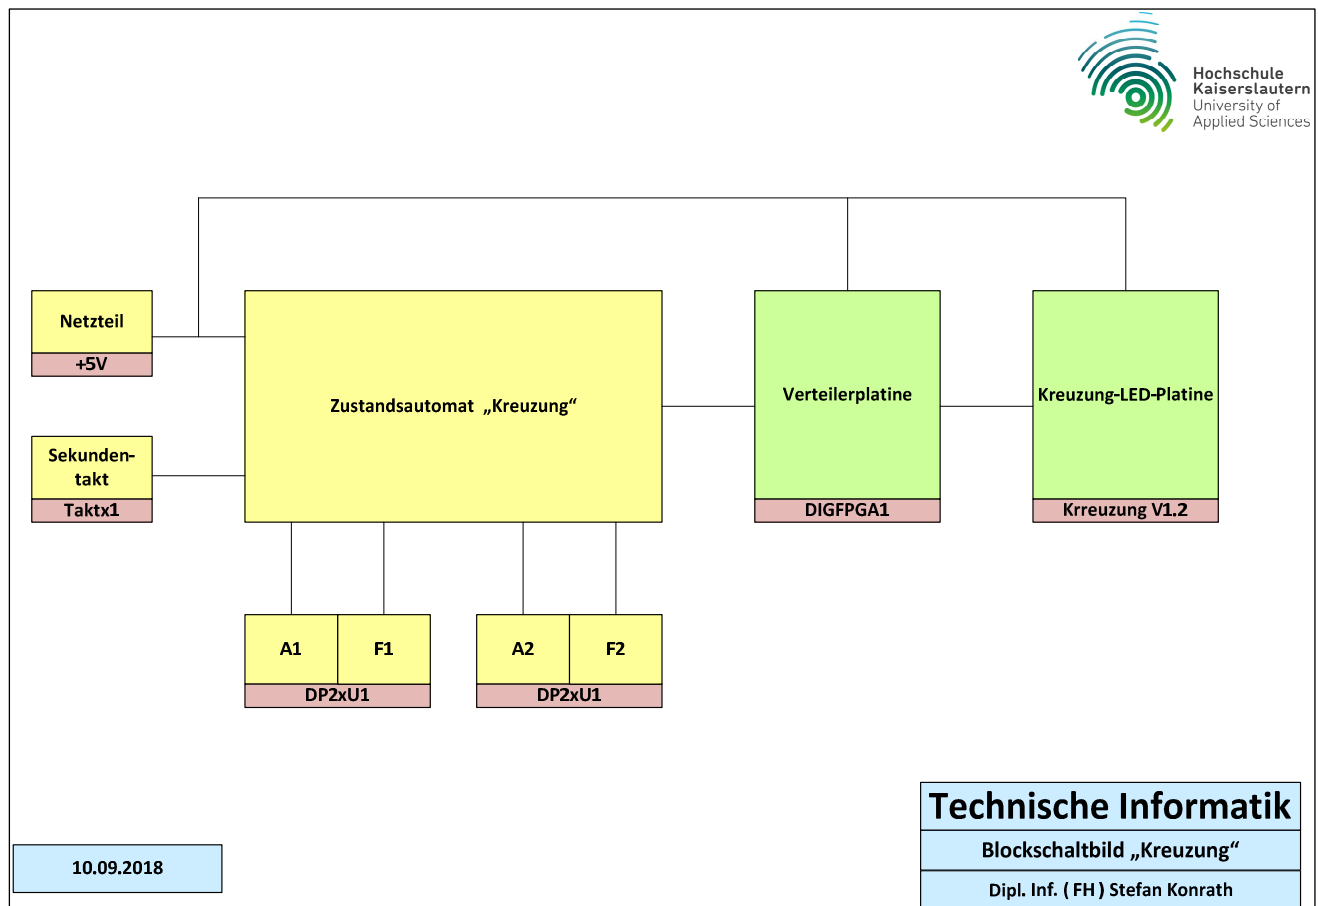 Hochschule
Kaiserslautern
University of
Applied Sciences
Netzteil
+5V
Sekunden-
takt
Taktx1
Zustandsautomat „Kreuzung“
Verteilerplatine
DIGFPGA1
Kreuzung-LED-Platine
Krreuzung V1.2
A1
F1
DP2xU1
A2
F2
DP2xU1
10.09.2018
Technische Informatik
Blockschaltbild „Kreuzung“
Dipl. Inf. ( FH ) Stefan Konrath